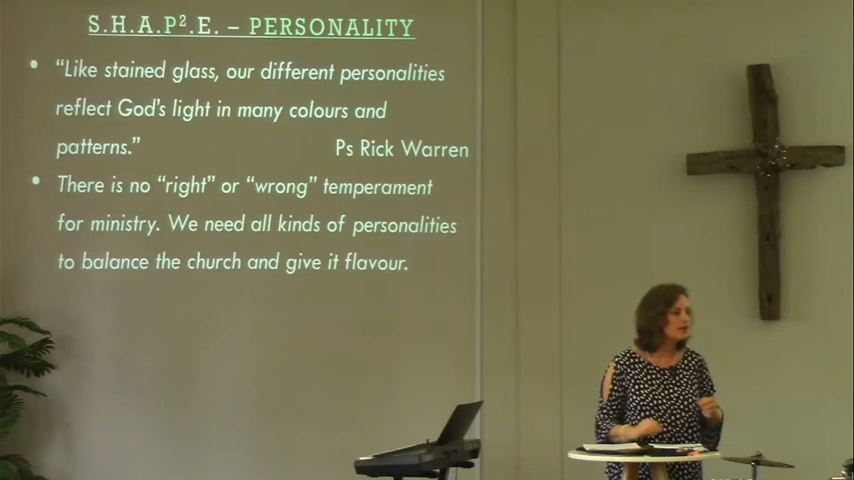 S.H.A.P².E. – PERSONALITY
• “Like stained glass, our different personalities
reflect God’s light in many colours and
patterns.” Ps Rick Warren
• There is no “right” or “wrong” temperament
for ministry. We need all kinds of personalities
to balance the church and give it flavour.